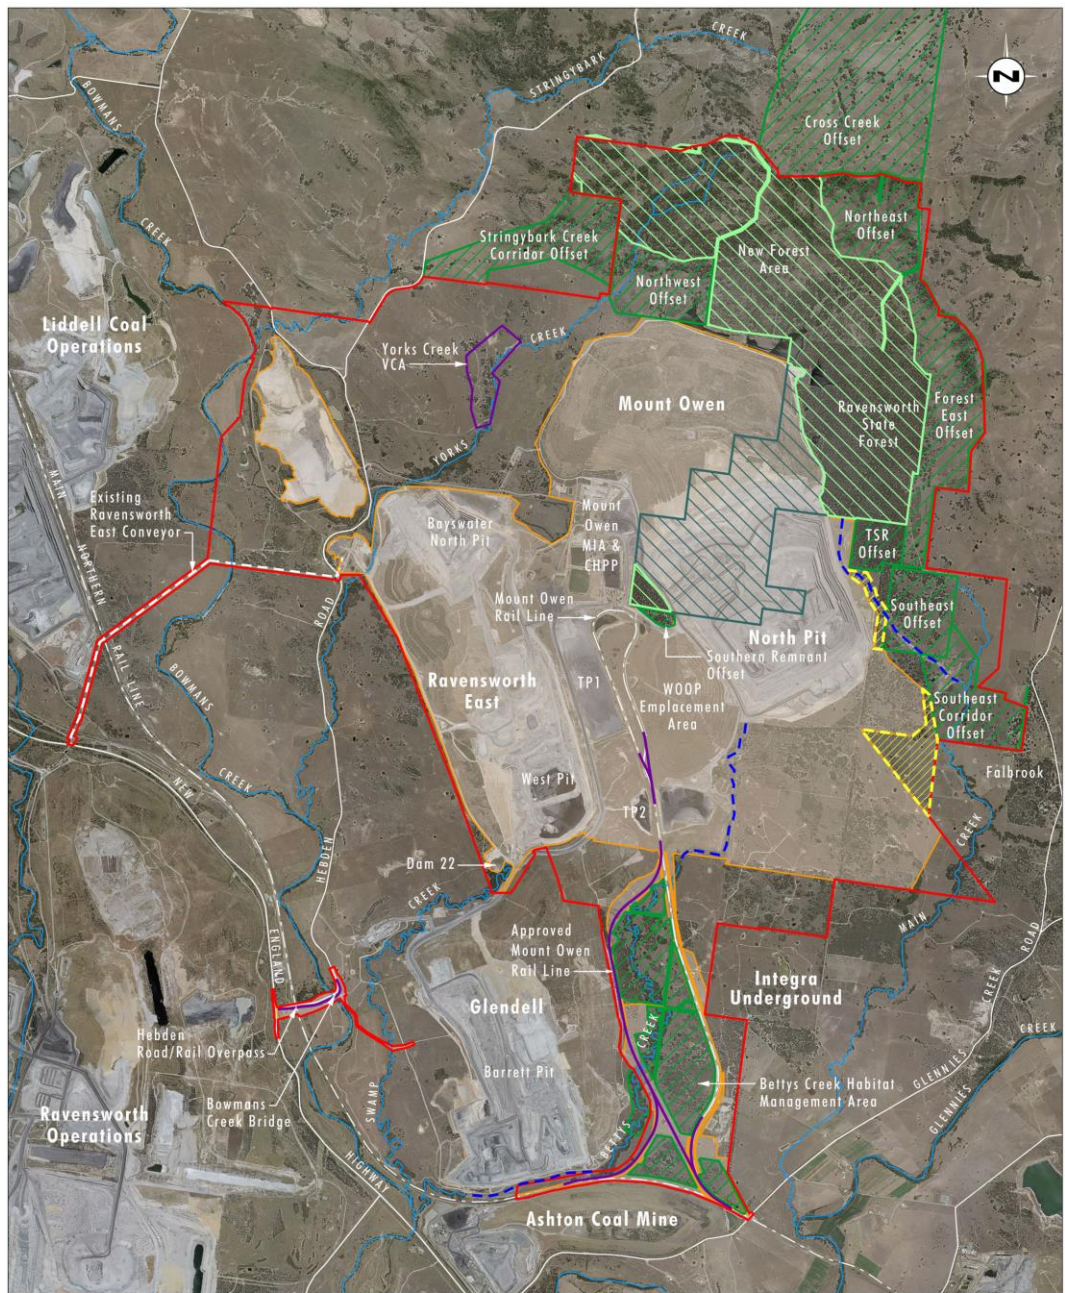 STRINGYBARK CREEK
BOWMANS
CREEK
N
Cross Creek
Offset
Northeast
Offset
Stringybark Creek
Corridor Offset
New Forest
Area
Northwest
Offset
Liddell Coal
Operations
Yorks Creek
VCA
CREEK
YORKS
Mount Owen
Ravensworth
State
Forest
Forest
East
Offset
MAIN
NORTHERN
RAIL LINE
Existing
Ravensworth
East Conveyor
Bayswater
North Pit
Mount
Owen
MIA &
CHPP
TSR
Offset
ROAD
Mount Owen
Rail Line
Southeast
Offset
North Pit
Southern Remnant
Offset
BOWMANS
CREEK
Ravensworth
East
TP1
WOOP
Emplacement
Area
Southeast
Corridor
Offset
Falbrook
NEW
West Pit
TP2
HEBDEN
Dam 22
CREEK
CREEK
MAIN
ROAD
CREEK
GLENNIES
Approved
Mount Owen
Rail Line
ENGLAND
Integra
Underground
Glendell
CREEK
CREEK
GLENNIES
Hebden
Road/Rail Overpass
Barrett Pit
Bettys Creek Habitat
Management Area
Bowmans
Creek Bridge
SWAMP
BETTYS
Ravensworth
Operations
HIGHWAY
Ashton Coal Mine